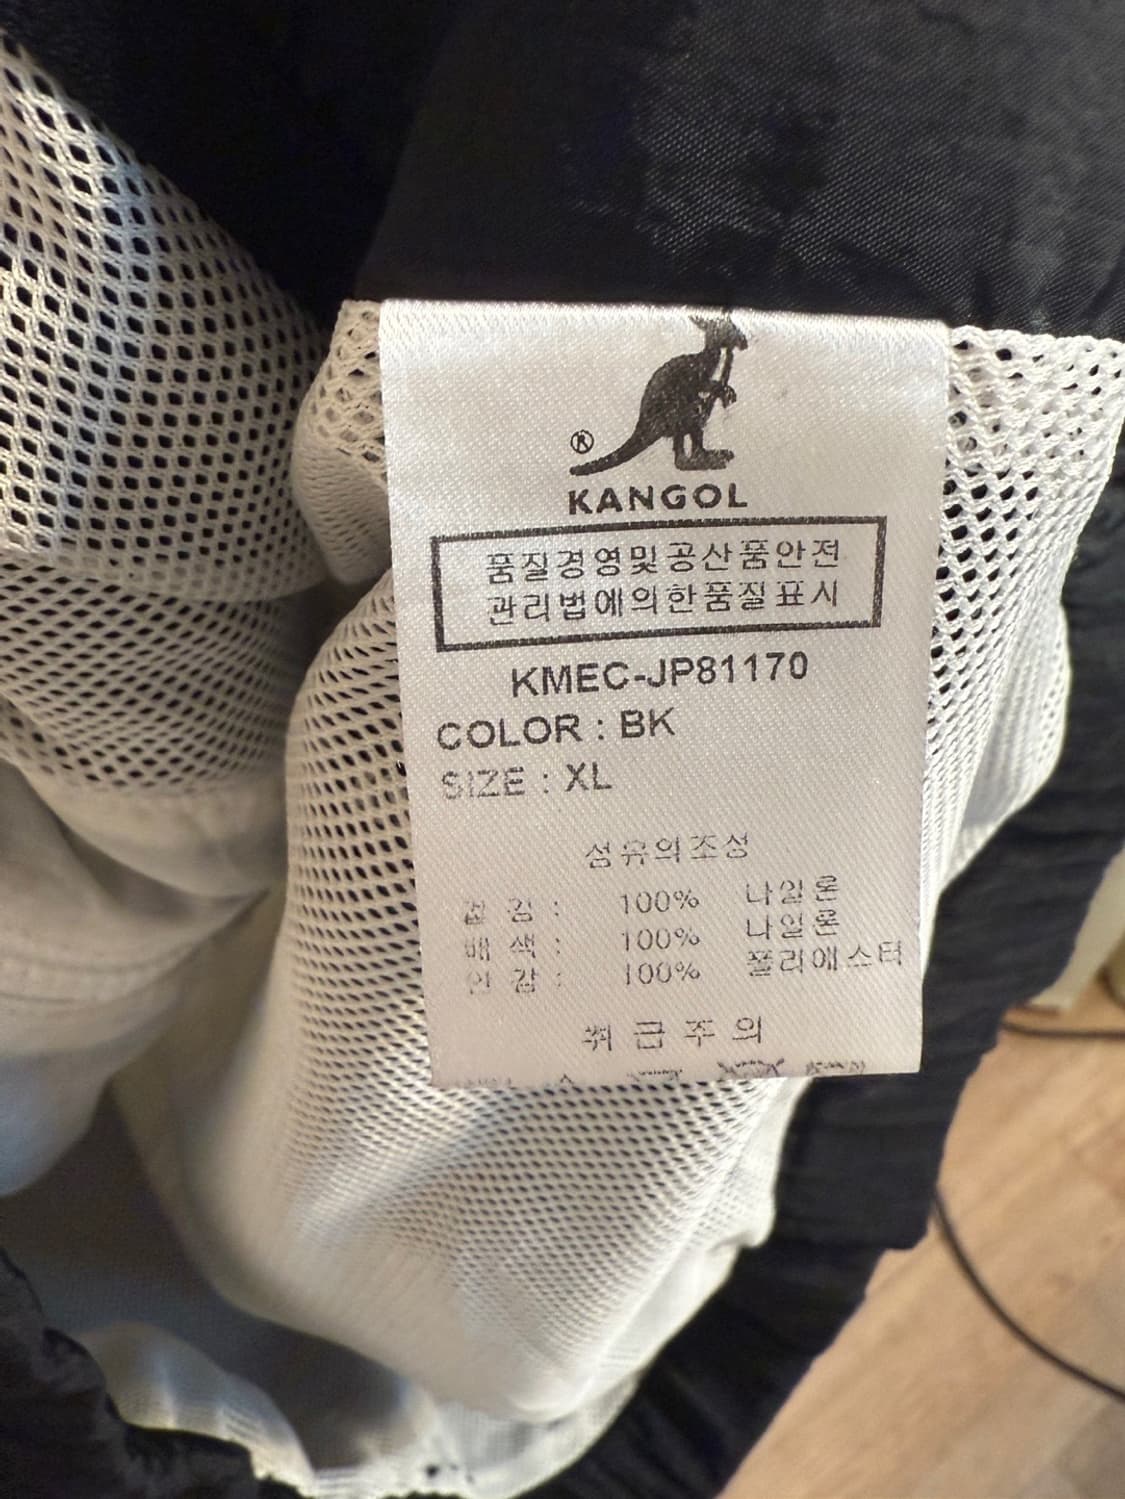 ®
KANGOL
품질경영및공산품안전
관리법에의한품질표시
KMEC-JP81170
COLOR : BK
SIZE : XL
섬유의조성
겉 감 : 100% 나일론
배 색 : 100% 나일론
안 감 : 100% 폴리에스터
취 급 주 의